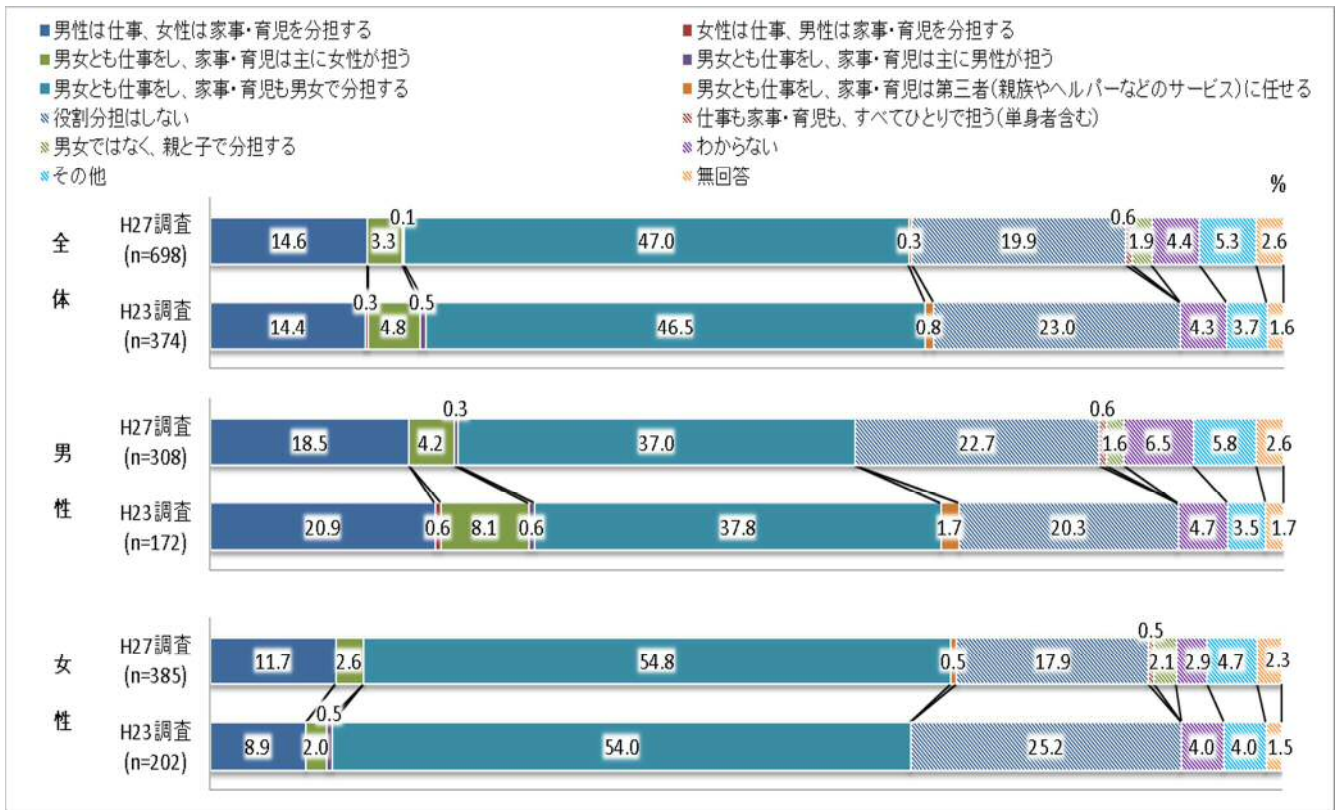 男性は仕事、女性は家事・育児を分担する
女性は仕事、男性は家事・育児を分担する
男女とも仕事をし、家事・育児は主に女性が担う
男女とも仕事をし、家事・育児は主に男性が担う
男女とも仕事をし、家事・育児も男女で分担する
男女とも仕事をし、家事・育児は第三者(親族やヘルパーなどのサービス)に任せる
役割分担はしない
仕事も家事・育児も、すべてひとりで担う(単身者含む)
男女ではなく、親と子で分担する
わからない
その他
無回答
%
全体
H27調査
(n=698)
14.6 3.3 0.1 47.0 0.3 19.9 0.6 1.9 4.4 5.3 2.6
H23調査
(n=374)
14.4 0.3 4.8 0.5 46.5 0.8 23.0 4.3 3.7 1.6
男性
H27調査
(n=308)
18.5 4.2 0.3 37.0 22.7 0.6 1.6 6.5 5.8 2.6
H23調査
(n=172)
20.9 0.6 8.1 0.6 37.8 1.7 20.3 4.7 3.5 1.7
女性
H27調査
(n=385)
11.7 2.6 54.8 0.5 17.9 0.5 2.1 2.9 4.7 2.3
H23調査
(n=202)
8.9 2.0 0.5 54.0 25.2 4.0 4.0 1.5